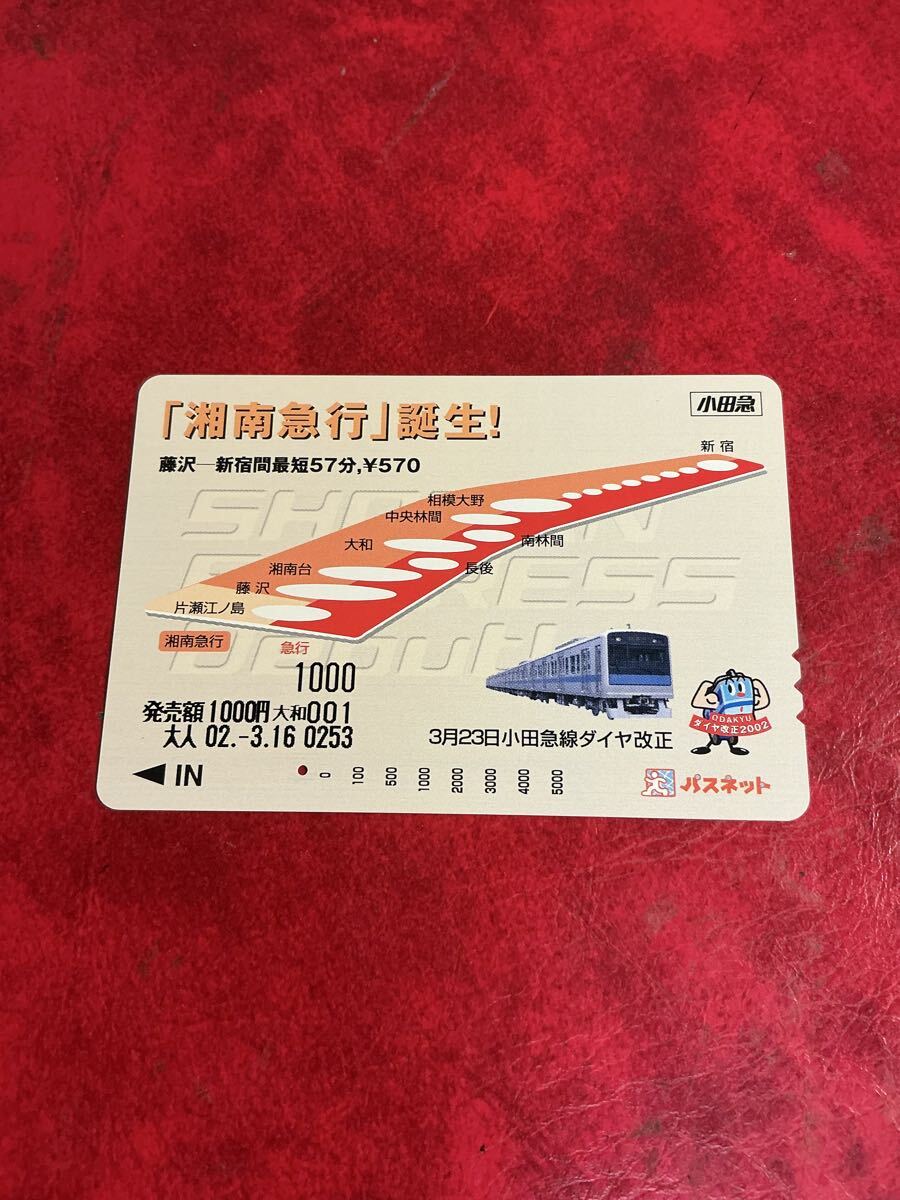 「湘南急行」誕生!
小田急
藤沢―新宿間最短57分,¥570
新宿
相模大野
中央林間
大和
南林間
湘南台
長後
藤沢
片瀬江ノ島
SHONAN
EXPRESS
Debut!
湘南急行
急行
1000
発売額 1000円 大和001
大人 02.-3.16 0253
3月23日小田急線ダイヤ改正
ODAKYU
ダイヤ改正2002
◀IN
0 100 500 1000 2000 3000 4000 5000
パスネット